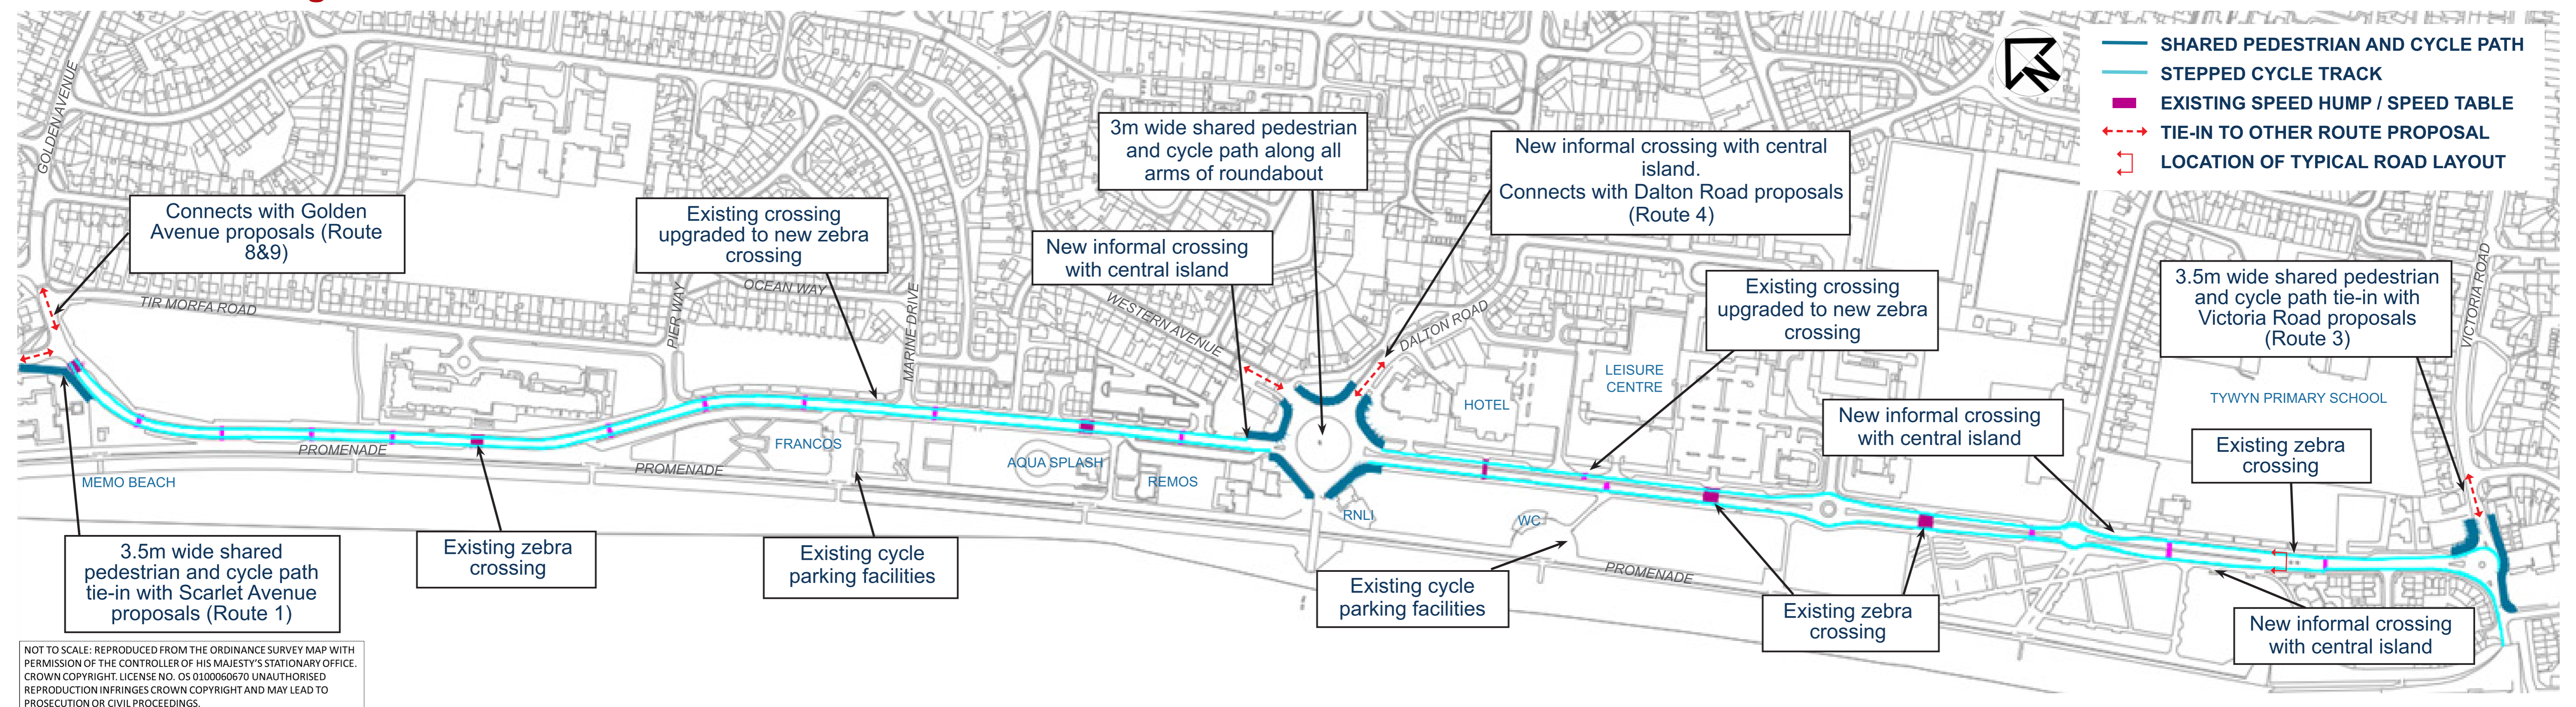 SHARED PEDESTRIAN AND CYCLE PATH
STEPPED CYCLE TRACK
EXISTING SPEED HUMP / SPEED TABLE
TIE-IN TO OTHER ROUTE PROPOSAL
LOCATION OF TYPICAL ROAD LAYOUT
GOLDEN AVENUE
Connects with Golden
Avenue proposals (Route
8&9)
TIR MORFA ROAD
Existing crossing
upgraded to new zebra
crossing
PIER WAY
OCEAN WAY
MARINE DRIVE
3m wide shared pedestrian
and cycle path along all
arms of roundabout
New informal crossing
with central island
WESTERN AVENUE
New informal crossing with central
island.
Connects with Dalton Road proposals
(Route 4)
DALTON ROAD
Existing crossing
upgraded to new zebra
crossing
LEISURE
CENTRE
HOTEL
New informal crossing
with central island
3.5m wide shared pedestrian
and cycle path tie-in with
Victoria Road proposals
(Route 3)
VICTORIA ROAD
TYWYN PRIMARY SCHOOL
Existing zebra
crossing
MEMO BEACH
PROMENADE
PROMENADE
FRANCOS
AQUA SPLASH
REMOS
RNLI
WC
PROMENADE
3.5m wide shared
pedestrian and cycle path
tie-in with Scarlet Avenue
proposals (Route 1)
Existing zebra
crossing
Existing cycle
parking facilities
Existing cycle
parking facilities
Existing zebra
crossing
New informal crossing
with central island
NOT TO SCALE: REPRODUCED FROM THE ORDINANCE SURVEY MAP WITH
PERMISSION OF THE CONTROLLER OF HIS MAJESTY'S STATIONARY OFFICE.
CROWN COPYRIGHT. LICENSE NO. OS 0100060670 UNAUTHORISED
REPRODUCTION INFRINGES CROWN COPYRIGHT AND MAY LEAD TO
PROSECUTION OR CIVIL PROCEEDINGS.